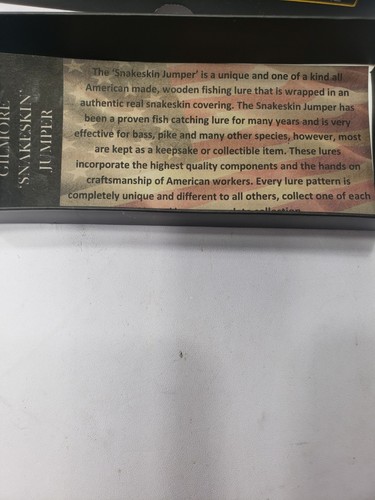 GILMORE
'SNAKESKIN'
JUMPER
The 'Snakeskin Jumper' is a unique and one of a kind all
American made, wooden fishing lure that is wrapped in an
authentic real snakeskin covering. The Snakeskin Jumper has
been a proven fish catching lure for many years and is very
effective for bass, pike and many other species, however, most
are kept as a keepsake or collectible item. These lures
incorporate the highest quality components and the hands on
craftsmanship of American workers. Every lure pattern is
completely unique and different to all others, collect one of each
collection